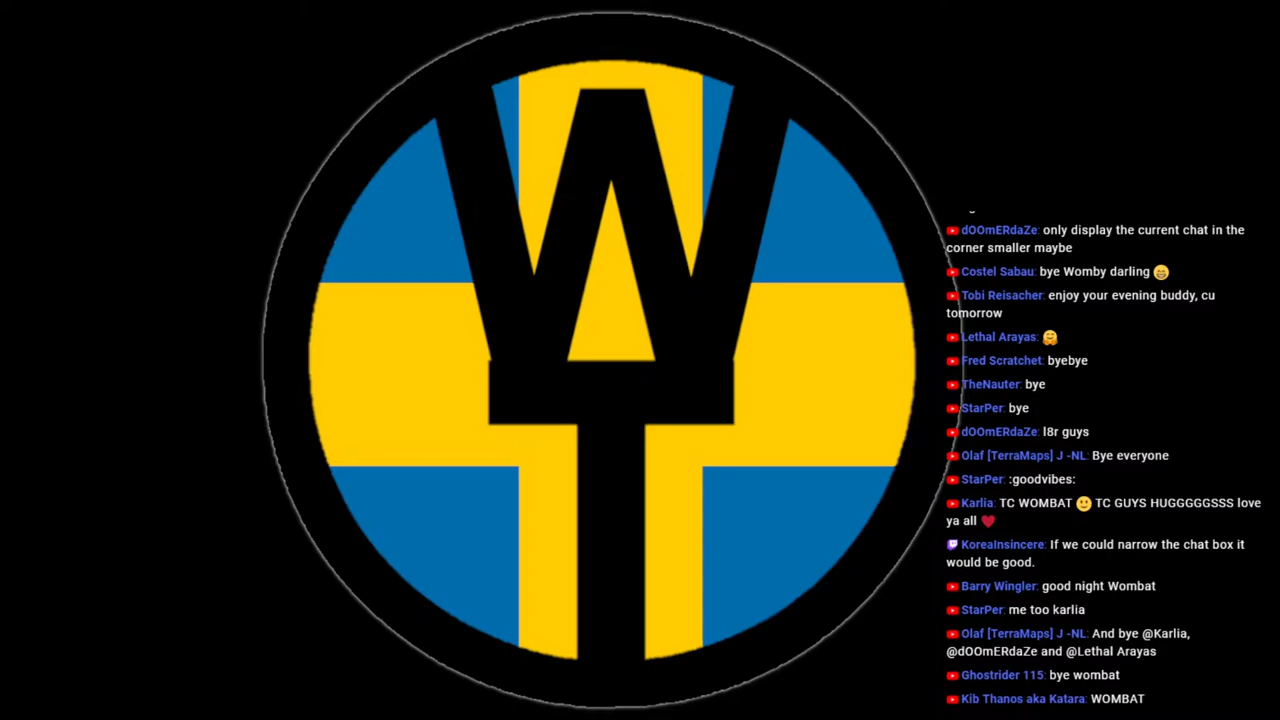 W
dOOmERdaZe: only display the current chat in the
corner smaller maybe
Costel Sabau: bye Womby darling 😁
Tobi Reisacher: enjoy your evening buddy, cu
tomorrow
Lethal Arayas: 🤗
Fred Scratchet: byebye
TheNauter: bye
StarPer: bye
dOOmERdaZe: l8r guys
Olaf [TerraMaps] J -NL: Bye everyone
StarPer: :goodvibes:
Karlia: TC WOMBAT 🙂 TC GUYS HUGGGGGSSS love
ya all ❤️
KoreaInsincere: If we could narrow the chat box it
would be good.
Barry Wingler: good night Wombat
StarPer: me too karlia
Olaf [TerraMaps] J -NL: And bye @Karlia,
@dOOmERdaZe and @Lethal Arayas
Ghostrider 115: bye wombat
Kib Thanos aka Katara: WOMBAT